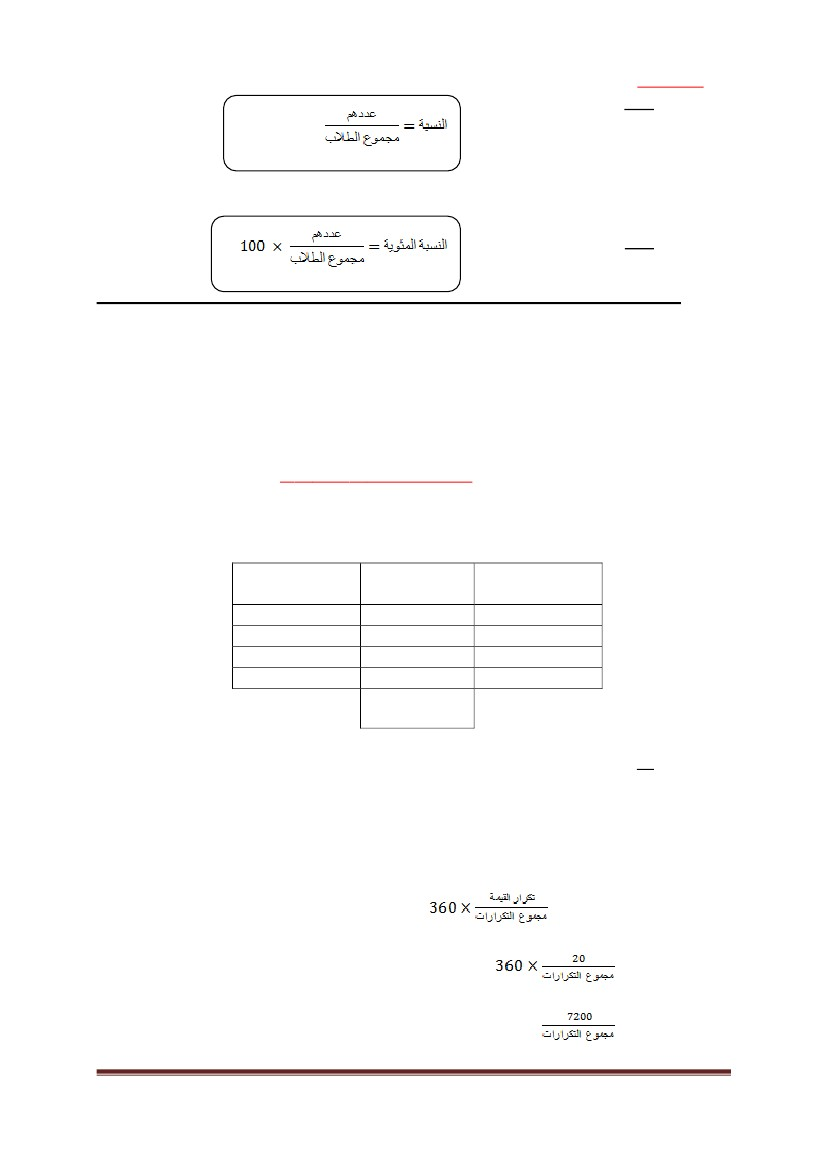 النسبة = عددهم / مجموع الطلاب
النسبة المئوية = عددهم / مجموع الطلاب × 100
تكرار القيمة / مجموع التكرارات × 360
20 / مجموع التكرارات × 360
7200 / مجموع التكرارات